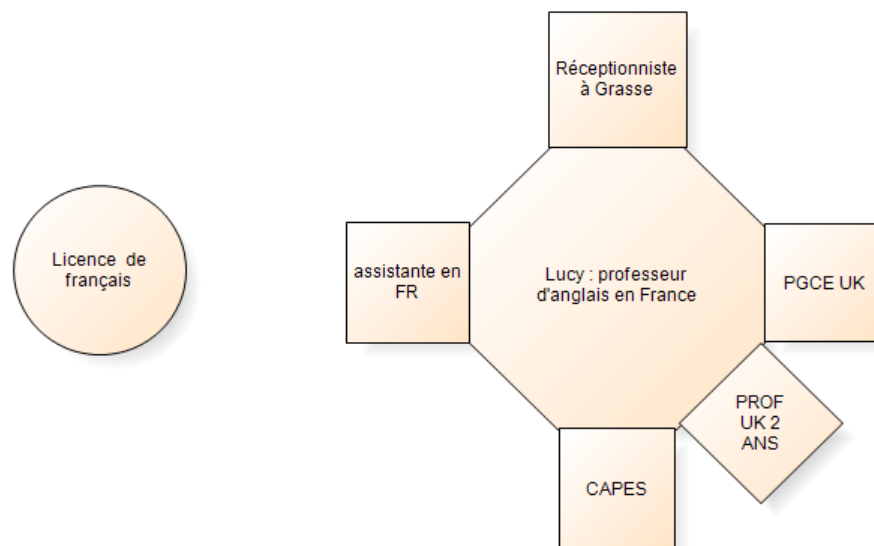 Réceptionniste
à Grasse
Licence de
français
assistante en
FR
Lucy : professeur
d'anglais en France
PGCE UK
PROF
UK 2
ANS
CAPES